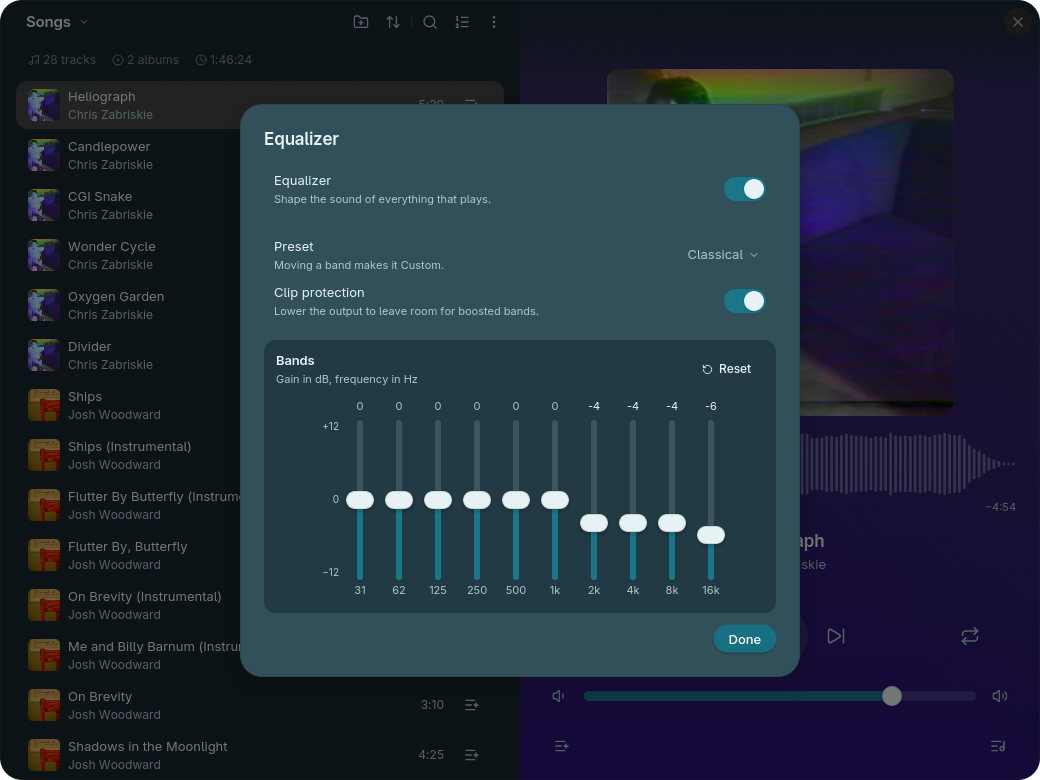 Songs
28 tracks 2 albums 1:46:24
Heliograph
Chris Zabriskie
Candlepower
Chris Zabriskie
CGI Snake
Chris Zabriskie
Wonder Cycle
Chris Zabriskie
Oxygen Garden
Chris Zabriskie
Divider
Chris Zabriskie
Ships
Josh Woodward
Ships (Instrumental)
Josh Woodward
Flutter By Butterfly (Instrum
Josh Woodward
Flutter By, Butterfly
Josh Woodward
On Brevity (Instrumental)
Josh Woodward
Me and Billy Barnum (Instru
Josh Woodward
On Brevity
Josh Woodward
3:10
Shadows in the Moonlight
Josh Woodward
4:25
Equalizer
Equalizer
Shape the sound of everything that plays.
Preset
Moving a band makes it Custom.
Classical
Clip protection
Lower the output to leave room for boosted bands.
Bands
Gain in dB, frequency in Hz
Reset
0 0 0 0 0 0 -4 -4 -4 -6
+12
0
−12
31 62 125 250 500 1k 2k 4k 8k 16k
Done
−4:54
aph
skie